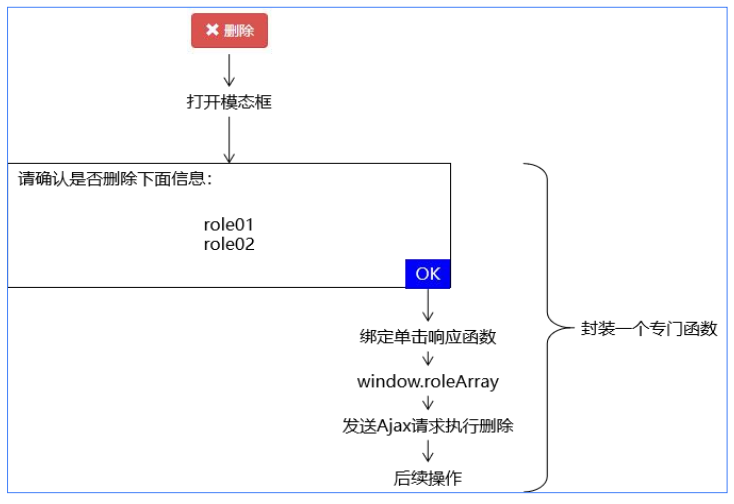 ✖ 删除
打开模态框
请确认是否删除下面信息：
role01
role02
OK
绑定单击响应函数
window.roleArray
发送Ajax请求执行删除
后续操作
封装一个专门函数